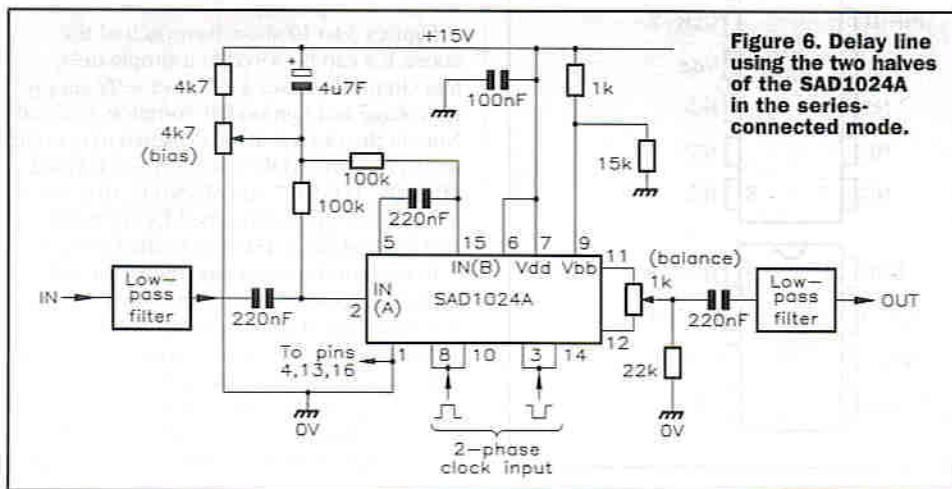 Figure 6. Delay line
using the two halves
of the SAD1024A
in the series-
connected mode.
+15V
4k7
4u7F
+
100nF
1k
4k7
(bias)
15k
100k
100k
220nF
5
15
6
7
9
IN(B)
Vdd
Vbb
11
(balance)
1k
IN
Low-
pass
filter
220nF
2
IN
(A)
SAD1024A
12
220nF
Low-
pass
filter
OUT
To pins
4,13,16
1
8
10
3
14
22k
0V
0V
2-phase
clock input